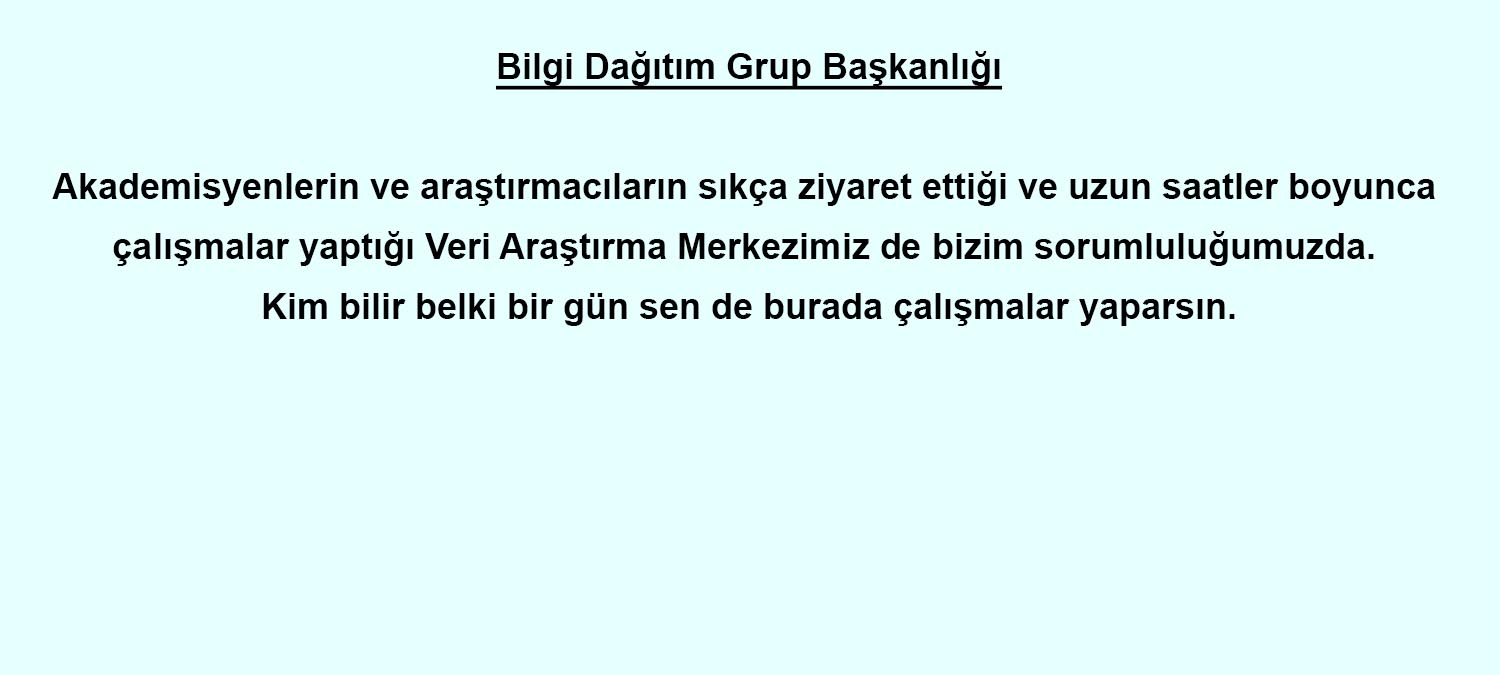 Bilgi Dağıtım Grup Başkanlığı
Akademisyenlerin ve araştırmacıların sıkça ziyaret ettiği ve uzun saatler boyunca
çalışmalar yaptığı Veri Araştırma Merkezimiz de bizim sorumluluğumuzda.
Kim bilir belki bir gün sen de burada çalışmalar yaparsın.